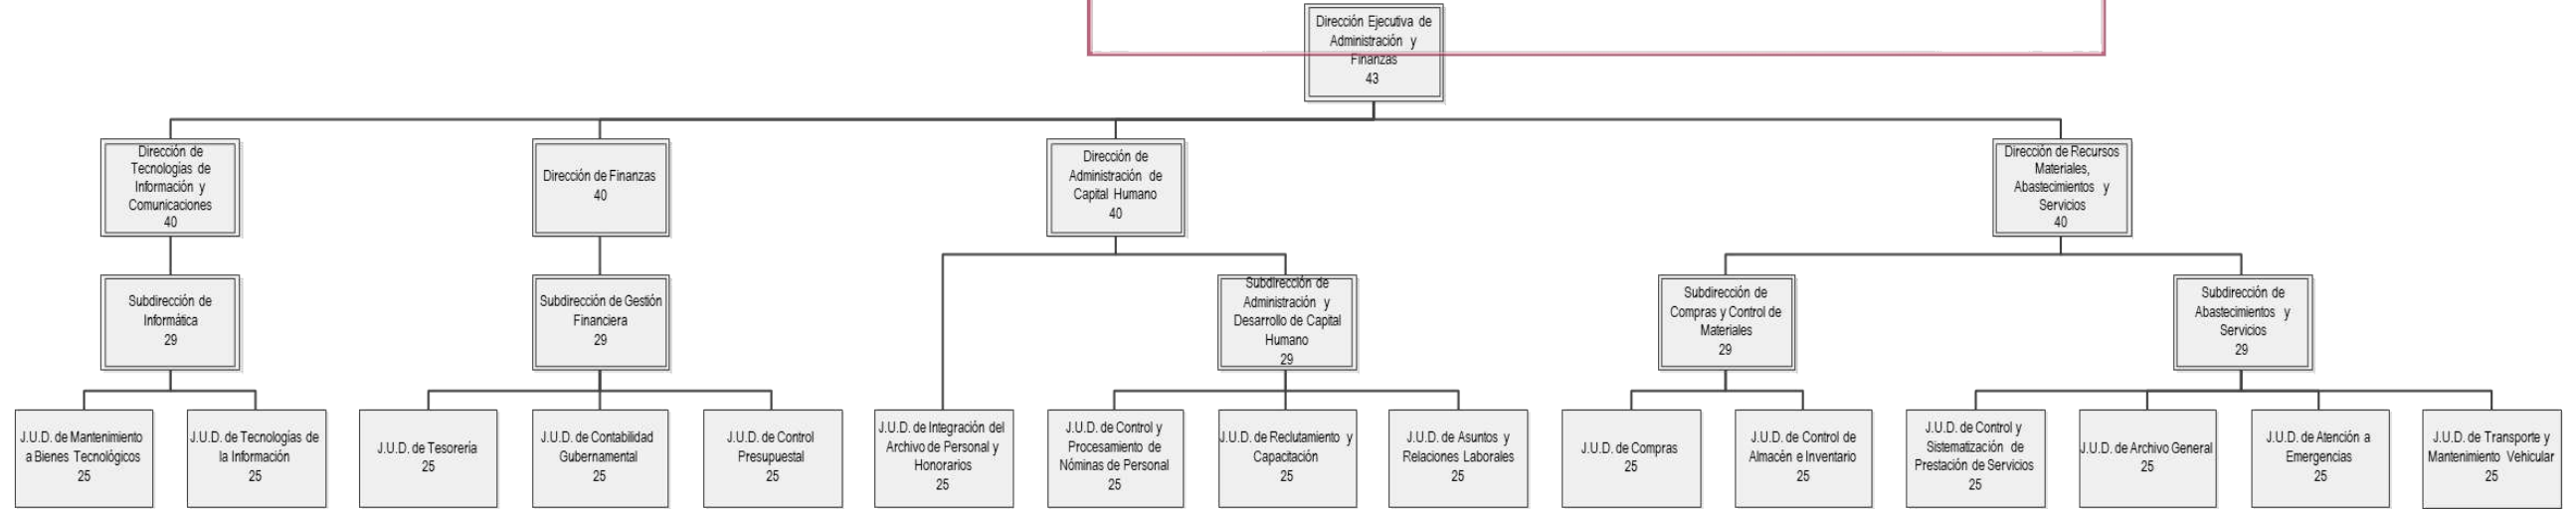 Dirección Ejecutiva de
Administración y
Finanzas
43
Dirección de
Tecnologías de
Información y
Comunicaciones
40
Dirección de Finanzas
40
Dirección de
Administración de
Capital Humano
40
Dirección de Recursos
Materiales,
Abastecimientos y
Servicios
40
Subdirección de
Informática
29
Subdirección de Gestión
Financiera
29
Subdirección de
Administración y
Desarrollo de Capital
Humano
29
Subdirección de
Compras y Control de
Materiales
29
Subdirección de
Abastecimientos y
Servicios
29
J.U.D. de Mantenimiento
a Bienes Tecnológicos
25
J.U.D. de Tecnologías de
la Información
25
J.U.D. de Tesorería
25
J.U.D. de Contabilidad
Gubernamental
25
J.U.D. de Control
Presupuestal
25
J.U.D. de Integración del
Archivo de Personal y
Honorarios
25
J.U.D. de Control y
Procesamiento de
Nóminas de Personal
25
J.U.D. de Reclutamiento y
Capacitación
25
J.U.D. de Asuntos y
Relaciones Laborales
25
J.U.D. de Compras
25
J.U.D. de Control de
Almacén e Inventario
25
J.U.D. de Control y
Sistematización de
Prestación de Servicios
25
J.U.D. de Archivo General
25
J.U.D. de Atención a
Emergencias
25
J.U.D. de Transporte y
Mantenimiento Vehicular
25